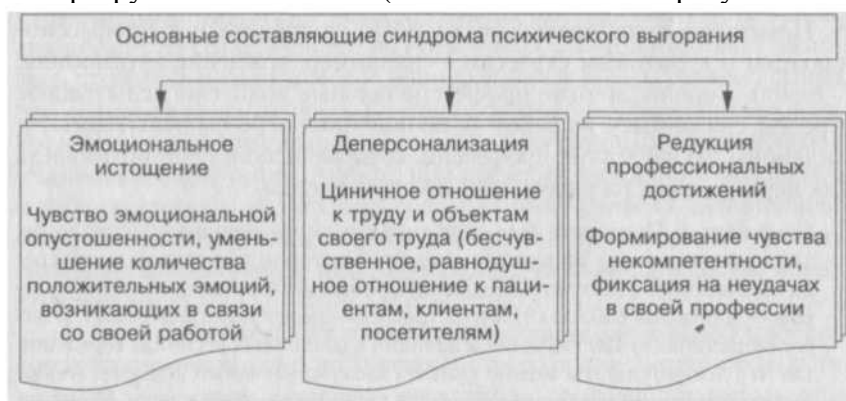 Основные составляющие синдрома психического выгорания
Эмоциональное
истощение
Чувство эмоциональной
опустошенности, умень-
шение количества
положительных эмоций,
возникающих в связи
со своей работой
Деперсонализация
Циничное отношение
к труду и объектам
своего труда (бесчув-
ственное, равнодуш-
ное отношение к паци-
ентам, клиентам,
посетителям)
Редукция
профессиональных
достижений
Формирование чувства
некомпетентности,
фиксация на неудачах
в своей профессии